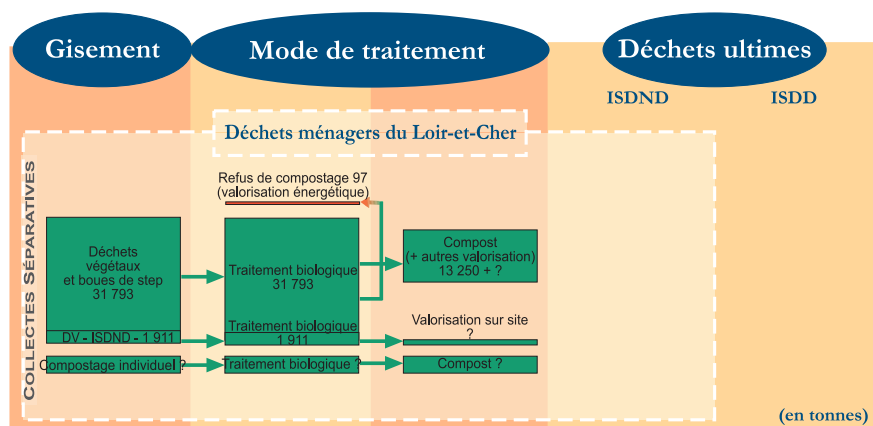 Gisement
Mode de traitement
Déchets ultimes
ISDND
ISDD
Déchets ménagers du Loir-et-Cher
COLLECTES SÉPARATIVES
Refus de compostage 97
(valorisation énergétique)
Déchets
végétaux
et boues de step
31 793
Traitement biologique
31 793
Compost
(+ autres valorisation)
13 250 + ?
DV - ISDND - 1 911
Traitement biologique
1 911
Valorisation sur site
?
Compostage individuel ?
Traitement biologique ?
Compost ?
(en tonnes)